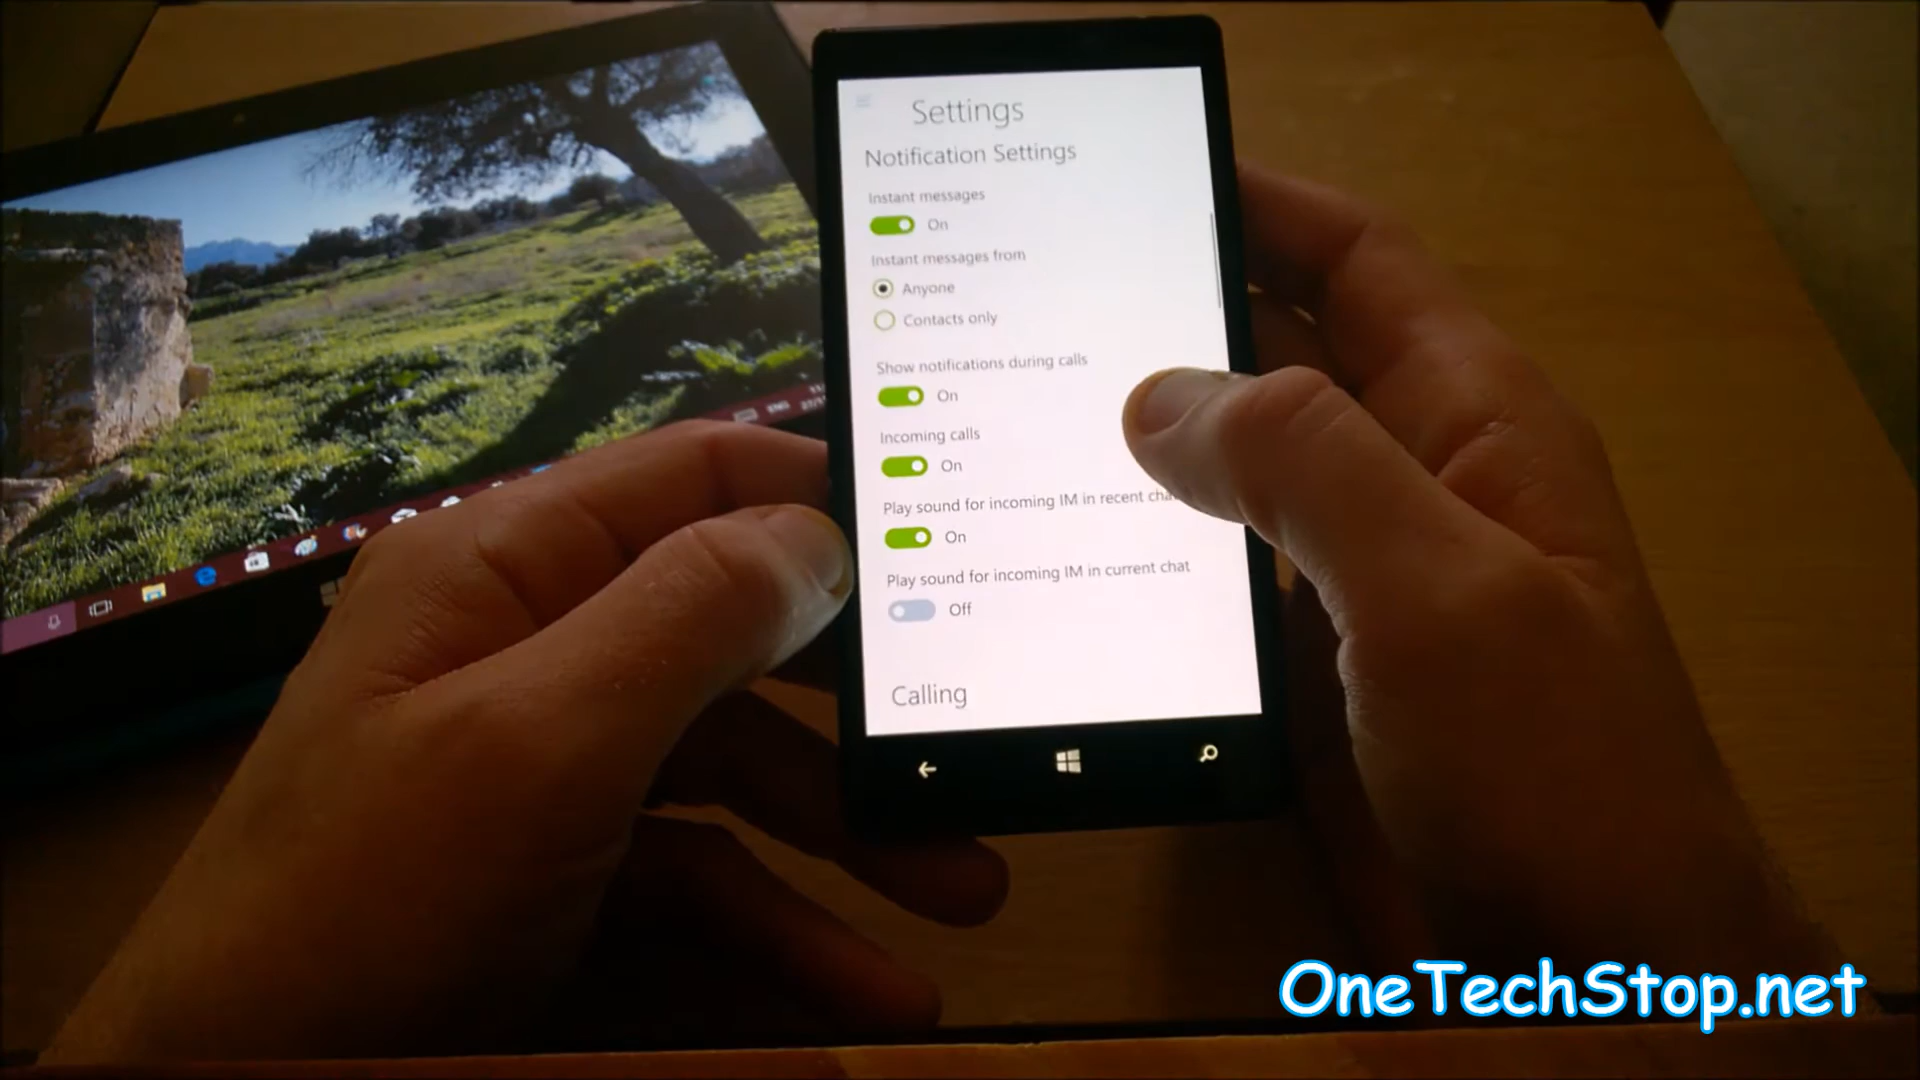 Settings
Notification Settings
Instant messages
On
Instant messages from
Anyone
Contacts only
Show notifications during calls
On
Incoming calls
On
Play sound for incoming IM in recent
On
Play sound for incoming IM in current chat
Off
Calling
ENG
OneTechStop.net